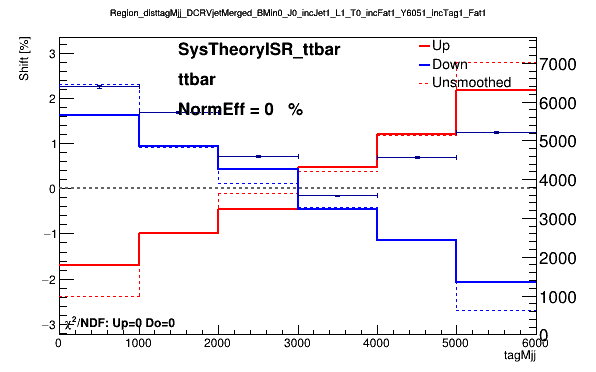 Region_disttagMjj_DCRVjetMerged_BMin0_J0_incJet1_L1_T0_incFat1_Y6051_incTag1_Fat1
Shift [%]
SysTheoryISR_ttbar
ttbar
NormEff = 0 %
Up
Down
Unsmoothed
3
2
1
0
−1
−2
−3
7000
6000
5000
4000
3000
2000
1000
0
χ²/NDF: Up=0 Do=0
0 1000 2000 3000 4000 5000 6000
tagMjj